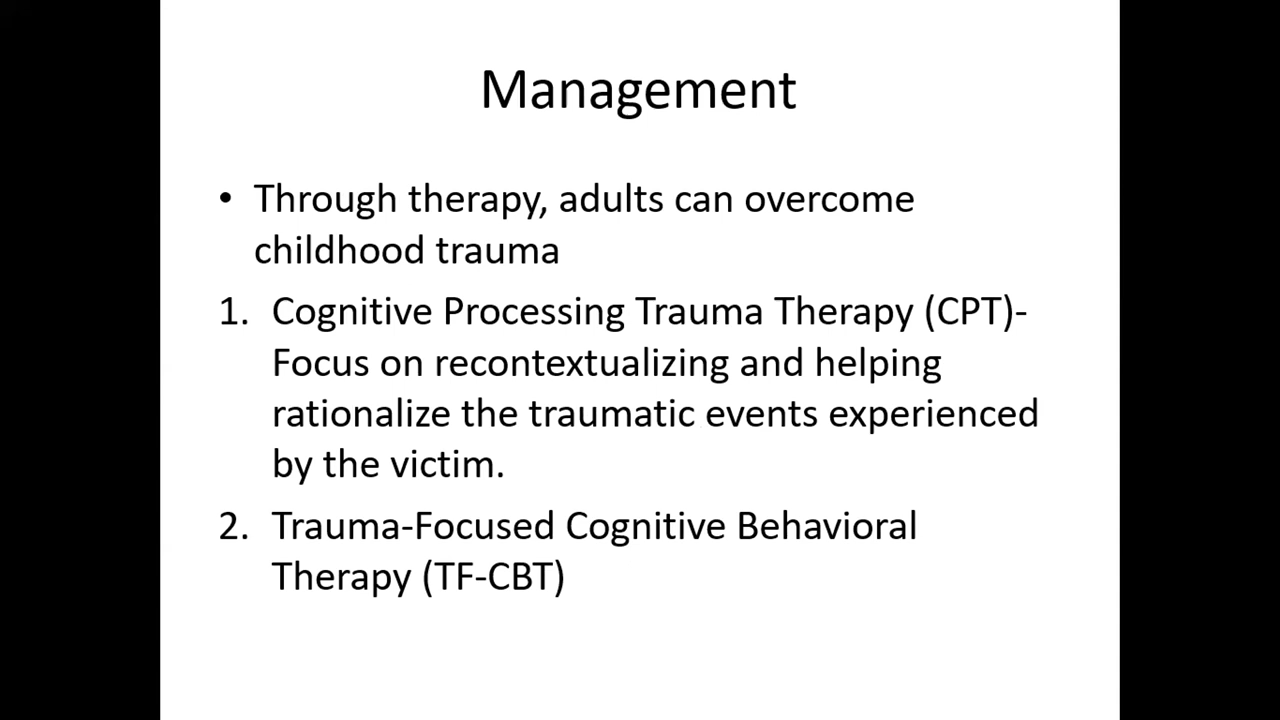 Management
• Through therapy, adults can overcome
childhood trauma
1. Cognitive Processing Trauma Therapy (CPT)-
Focus on recontextualizing and helping
rationalize the traumatic events experienced
by the victim.
2. Trauma-Focused Cognitive Behavioral
Therapy (TF-CBT)